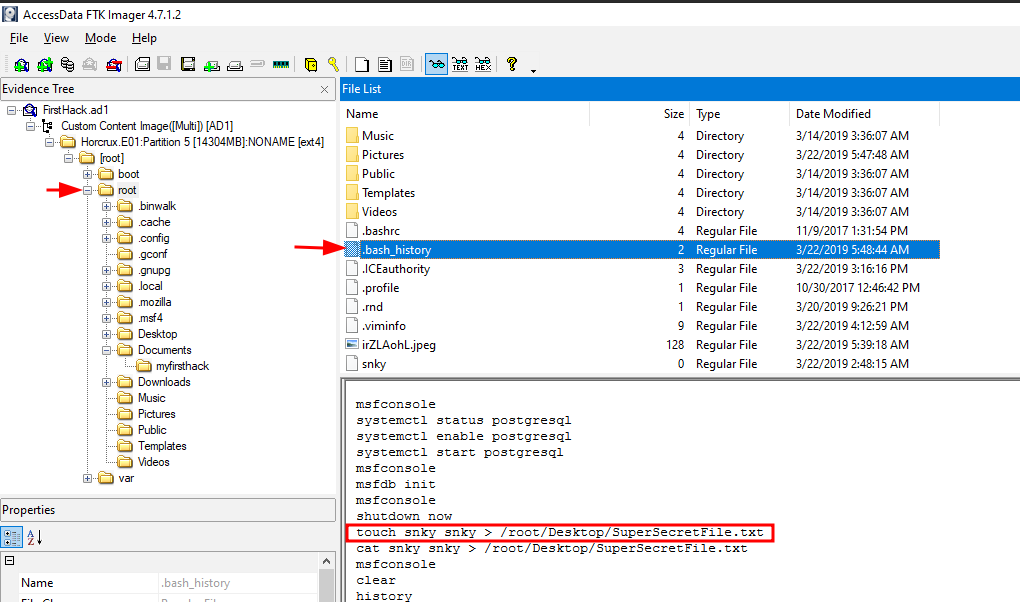 AccessData FTK Imager 4.7.1.2
File View Mode Help
Evidence Tree
FirstHack.ad1
Custom Content Image([Multi]) [AD1]
Horcrux.E01:Partition 5 [14304MB]:NONAME [ext4]
[root]
boot
root
.binwalk
.cache
.config
.gconf
.gnupg
.local
.mozilla
.msf4
Desktop
Documents
myfirsthack
Downloads
Music
Pictures
Public
Templates
Videos
var
Properties
Name .bash_history
File List
Name Size Type Date Modified
Music 4 Directory 3/14/2019 3:36:07 AM
Pictures 4 Directory 3/22/2019 5:47:48 AM
Public 4 Directory 3/14/2019 3:36:07 AM
Templates 4 Directory 3/14/2019 3:36:07 AM
Videos 4 Directory 3/14/2019 3:36:07 AM
.bashrc 4 Regular File 11/9/2017 1:31:54 PM
.bash_history 2 Regular File 3/22/2019 5:48:44 AM
.ICEauthority 3 Regular File 3/22/2019 3:16:16 PM
.profile 1 Regular File 10/30/2017 12:46:42 PM
.rnd 1 Regular File 3/20/2019 9:26:21 PM
.viminfo 9 Regular File 3/22/2019 4:12:59 AM
irZLAohL.jpeg 128 Regular File 3/22/2019 5:39:18 AM
snky 0 Regular File 3/22/2019 2:48:15 AM
msfconsole
systemctl status postgresql
systemctl enable postgresql
systemctl start postgresql
msfconsole
msfdb init
msfconsole
shutdown now
touch snky snky > /root/Desktop/SuperSecretFile.txt
cat snky snky > /root/Desktop/SuperSecretFile.txt
msfconsole
clear
history